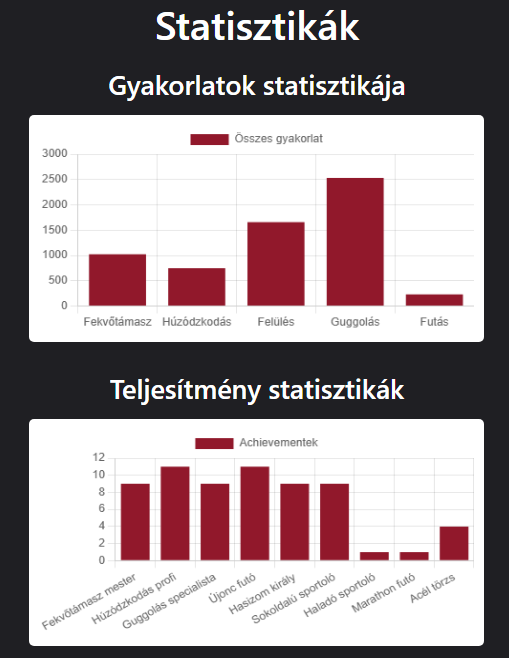 Statisztikák
Gyakorlatok statisztikája
Összes gyakorlat
3000
2500
2000
1500
1000
500
0
Fekvőtámasz Húzódzkodás Felülés Guggolás Futás
Teljesítmény statisztikák
Achievementek
12
10
8
6
4
2
0
Fekvőtámasz mester
Húzódzkodás profi
Guggolás specialista
Újonc futó
Hasizom király
Sokoldalú sportoló
Haladó sportoló
Marathon futó
Acél törzs